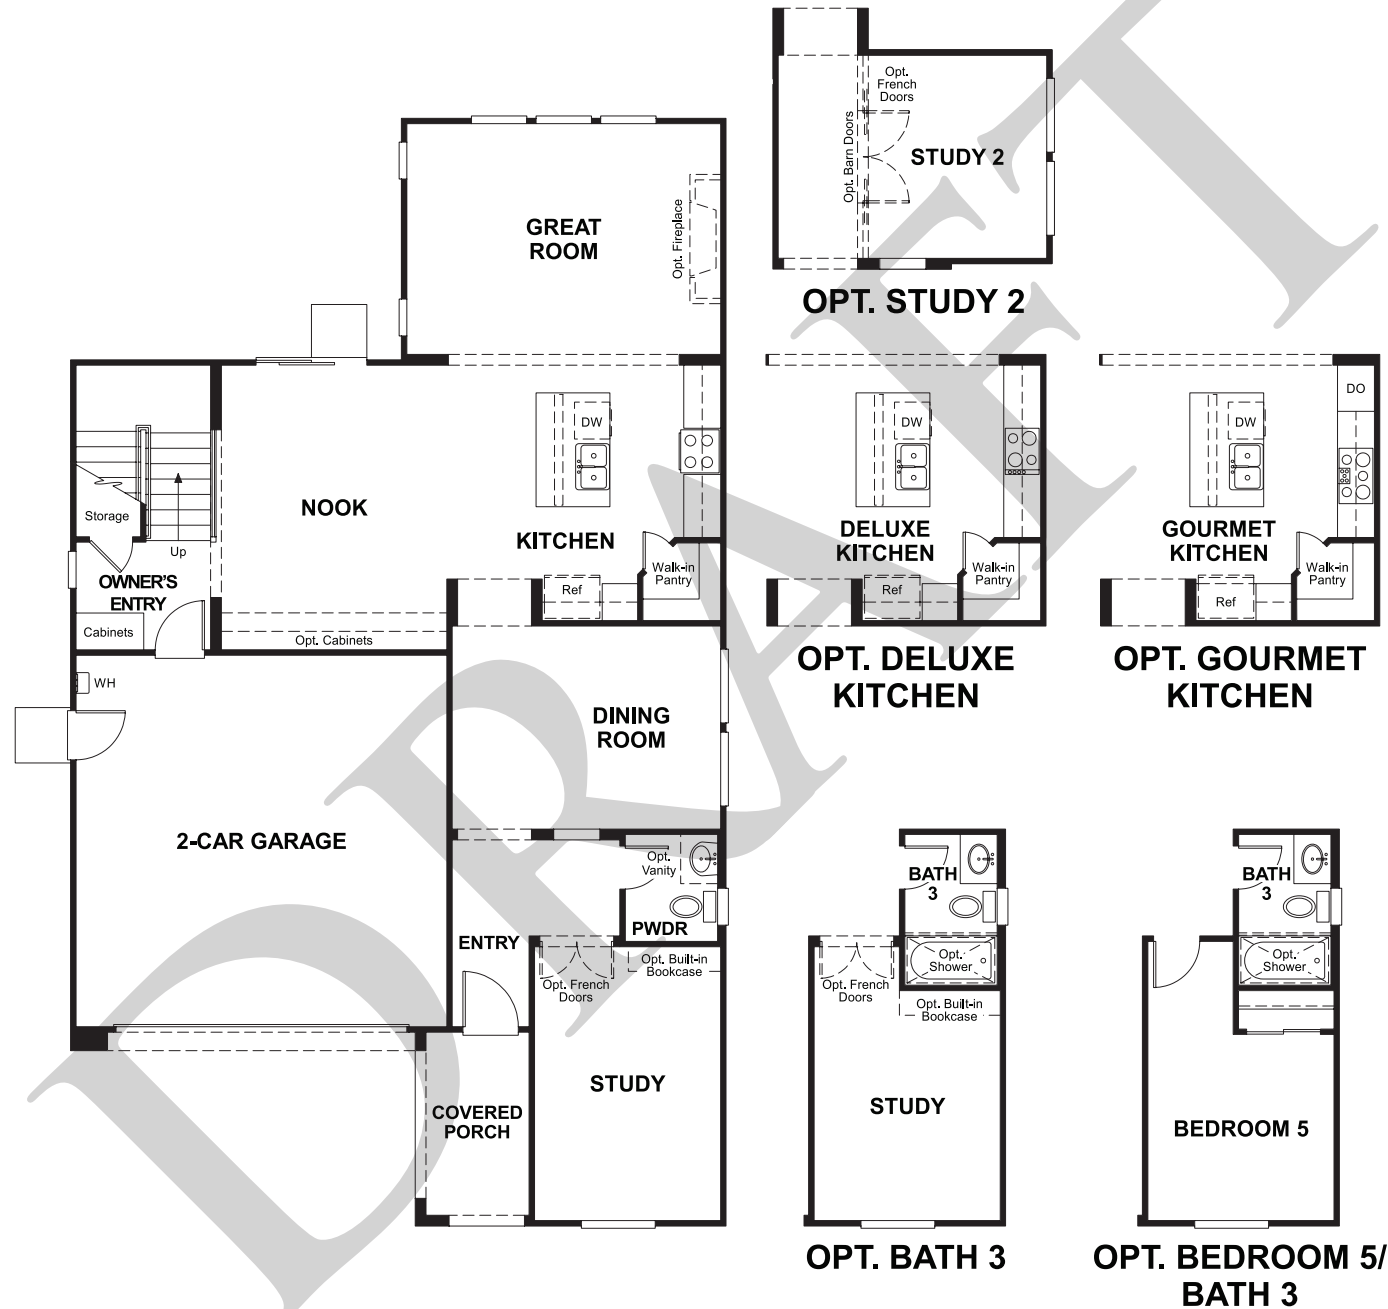 DRAFT
GREAT
ROOM
Opt. Fireplace
NOOK
KITCHEN
DW
Walk-in
Pantry
Ref
Storage
Up
OWNER'S
ENTRY
Cabinets
Opt. Cabinets
WH
2-CAR GARAGE
DINING
ROOM
Opt.
Vanity
PWDR
ENTRY
Opt. French
Doors
Opt. Built-in
Bookcase
STUDY
COVERED
PORCH
Opt.
French
Doors
Opt. Barn Doors
STUDY 2
OPT. STUDY 2
DW
DELUXE
KITCHEN
Walk-in
Pantry
Ref
OPT. DELUXE
KITCHEN
DO
DW
GOURMET
KITCHEN
Walk-in
Pantry
Ref
OPT. GOURMET
KITCHEN
BATH
3
Opt.
Shower
Opt. French
Doors
Opt. Built-in
Bookcase
STUDY
OPT. BATH 3
BATH
3
Opt.
Shower
BEDROOM 5
OPT. BEDROOM 5/
BATH 3